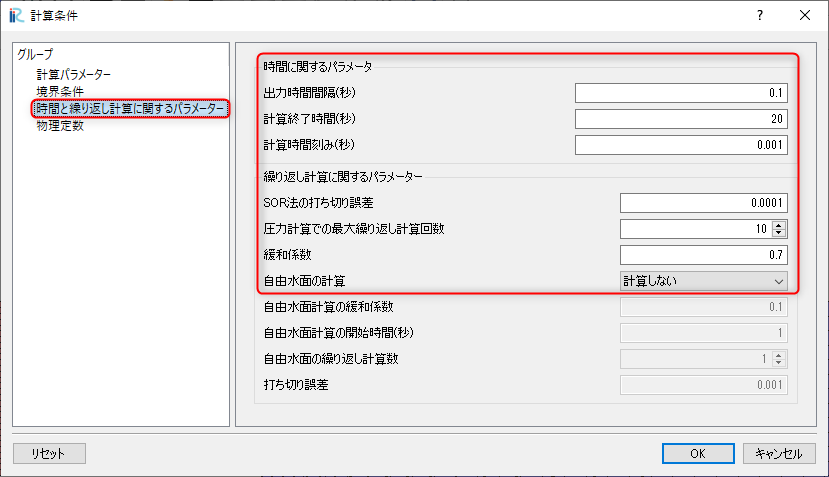 計算条件
グループ
計算パラメーター
境界条件
時間と繰り返し計算に関するパラメーター
物理定数
時間に関するパラメータ
出力時間間隔(秒) 0.1
計算終了時間(秒) 20
計算時間刻み(秒) 0.001
繰り返し計算に関するパラメーター
SOR法の打ち切り誤差 0.0001
圧力計算での最大繰り返し計算回数 10
緩和係数 0.7
自由水面の計算 計算しない
自由水面計算の緩和係数 0.1
自由水面計算の開始時間(秒) 1
自由水面の繰り返し計算数 1
打ち切り誤差 0.001
リセット OK キャンセル